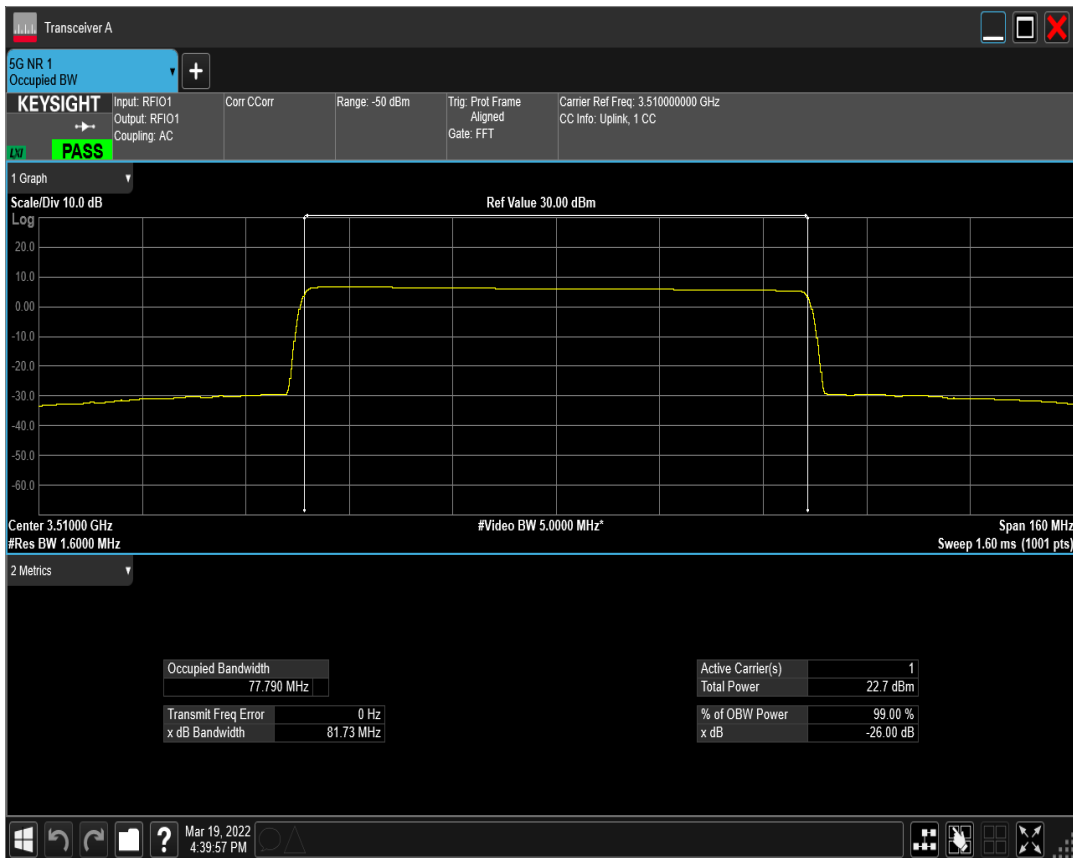 Transceiver A
5G NR 1
Occupied BW
+
KEYSIGHT
LXI
PASS
Input: RFIO1
Output: RFIO1
Coupling: AC
Corr CCorr
Range: -50 dBm
Trig: Prot Frame
Aligned
Gate: FFT
Carrier Ref Freq: 3.510000000 GHz
CC Info: Uplink, 1 CC
1 Graph
Scale/Div 10.0 dB
Ref Value 30.00 dBm
Log
20.0
10.0
0.00
-10.0
-20.0
-30.0
-40.0
-50.0
-60.0
Center 3.51000 GHz
#Video BW 5.0000 MHz*
Span 160 MHz
#Res BW 1.6000 MHz
Sweep 1.60 ms (1001 pts)
2 Metrics
Occupied Bandwidth
77.790 MHz
Transmit Freq Error 0 Hz
x dB Bandwidth 81.73 MHz
Active Carrier(s) 1
Total Power 22.7 dBm
% of OBW Power 99.00 %
x dB -26.00 dB
?
Mar 19, 2022
4:39:57 PM